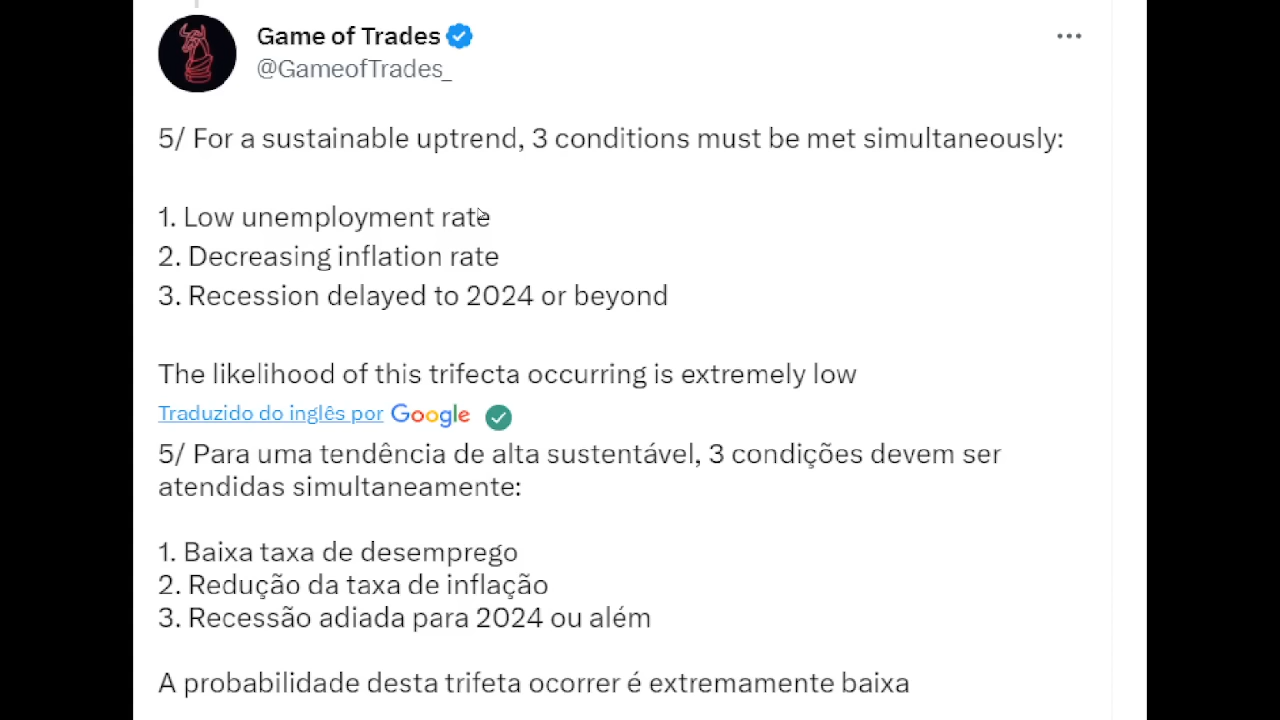 Game of Trades
@GameofTrades_
5/ For a sustainable uptrend, 3 conditions must be met simultaneously:
1. Low unemployment rate
2. Decreasing inflation rate
3. Recession delayed to 2024 or beyond
The likelihood of this trifecta occurring is extremely low
Traduzido do inglês por Google
5/ Para uma tendência de alta sustentável, 3 condições devem ser
atendidas simultaneamente:
1. Baixa taxa de desemprego
2. Redução da taxa de inflação
3. Recessão adiada para 2024 ou além
A probabilidade desta trifeta ocorrer é extremamente baixa